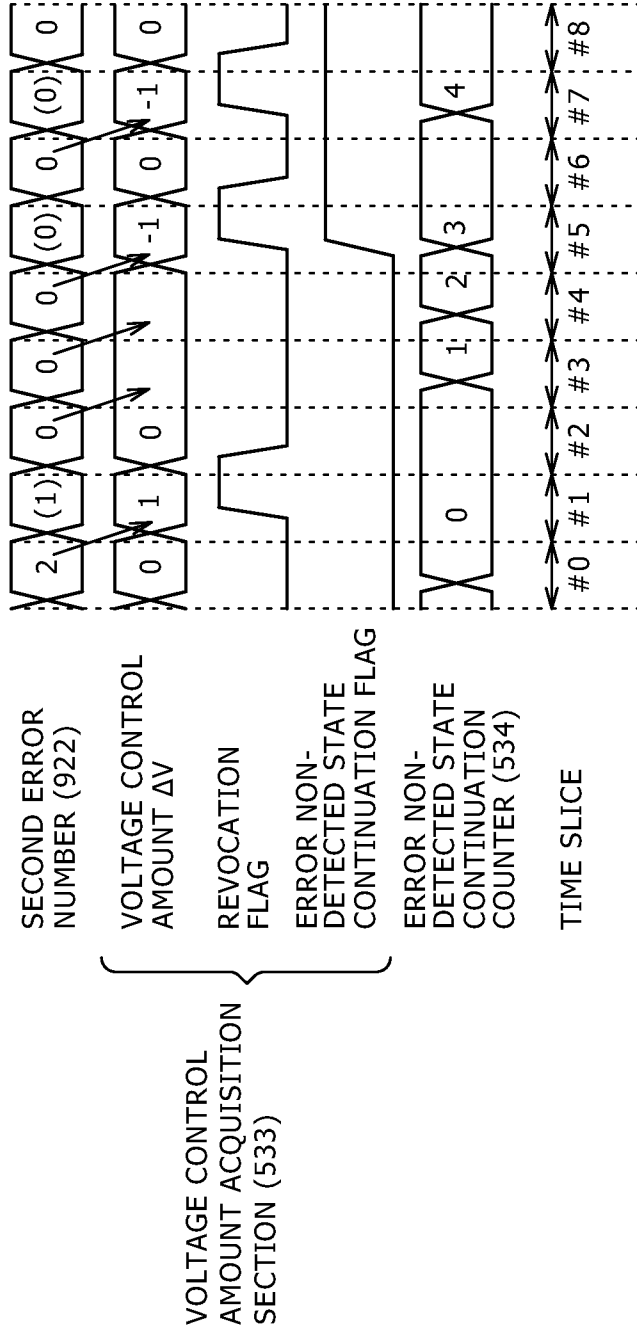 SECOND ERROR
NUMBER (922)
2 (1) 0 0 0 (0) 0 (0) 0
VOLTAGE CONTROL
AMOUNT ΔV
0 1 0 -1 0 -1 0
REVOCATION
FLAG
ERROR NON-
DETECTED STATE
CONTINUATION FLAG
VOLTAGE CONTROL
AMOUNT ACQUISITION
SECTION (533)
ERROR NON-
DETECTED STATE
CONTINUATION
COUNTER (534)
0 1 2 3 4
TIME SLICE
#0 #1 #2 #3 #4 #5 #6 #7 #8